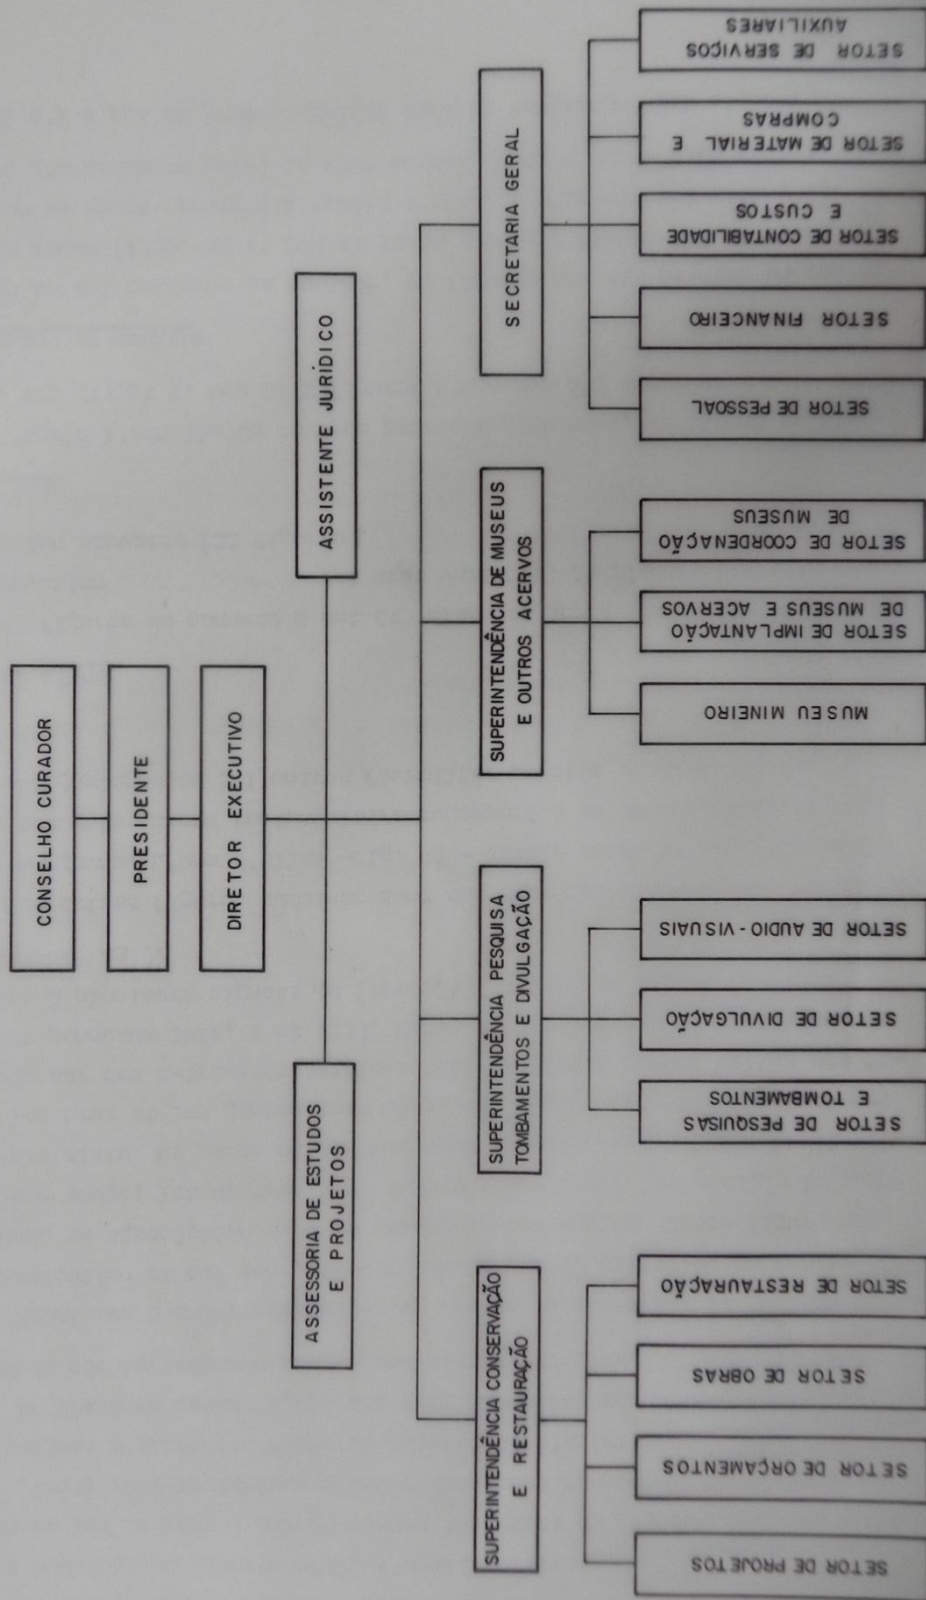 CONSELHO CURADOR
PRESIDENTE
DIRETOR EXECUTIVO
ASSESSORIA DE ESTUDOS
E PROJETOS
ASSISTENTE JURÍDICO
SUPERINTENDÊNCIA CONSERVAÇÃO
E RESTAURAÇÃO
SUPERINTENDÊNCIA PESQUISA
TOMBAMENTOS E DIVULGAÇÃO
SUPERINTENDÊNCIA DE MUSEUS
E OUTROS ACERVOS
SECRETARIA GERAL
SETOR DE PROJETOS
SETOR DE ORÇAMENTOS
SETOR DE OBRAS
SETOR DE RESTAURAÇÃO
SETOR DE PESQUISAS
E TOMBAMENTOS
SETOR DE DIVULGAÇÃO
SETOR DE AUDIO-VISUAIS
MUSEU MINEIRO
SETOR DE IMPLANTAÇÃO
DE MUSEUS E ACERVOS
SETOR DE COORDENAÇÃO
DE MUSEUS
SETOR DE PESSOAL
SETOR FINANCEIRO
SETOR DE CONTABILIDADE
E CUSTOS
SETOR DE MATERIAL E
COMPRAS
SETOR DE SERVIÇOS
AUXILIARES